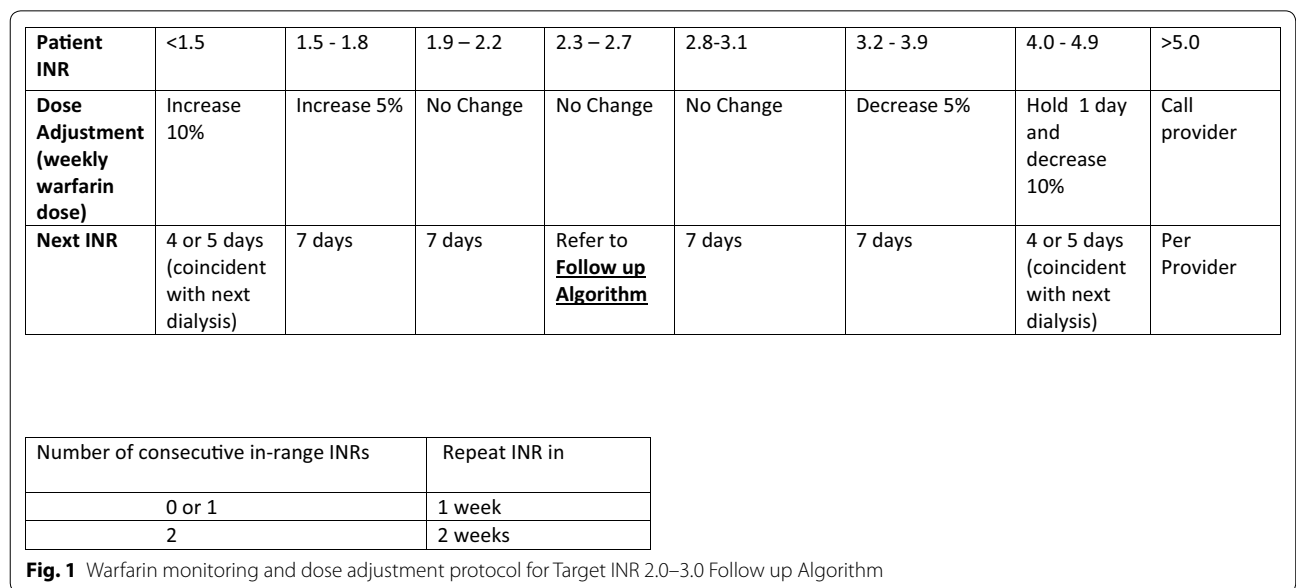 Patient INR <1.5 1.5 - 1.8 1.9 – 2.2 2.3 – 2.7 2.8-3.1 3.2 - 3.9 4.0 - 4.9 >5.0
Dose Adjustment (weekly warfarin dose) Increase 10% Increase 5% No Change No Change No Change Decrease 5% Hold 1 day and decrease 10% Call provider
Next INR 4 or 5 days (coincident with next dialysis) 7 days 7 days Refer to Follow up Algorithm 7 days 7 days 4 or 5 days (coincident with next dialysis) Per Provider
Number of consecutive in-range INRs Repeat INR in
0 or 1 1 week
2 2 weeks
Fig. 1 Warfarin monitoring and dose adjustment protocol for Target INR 2.0–3.0 Follow up Algorithm